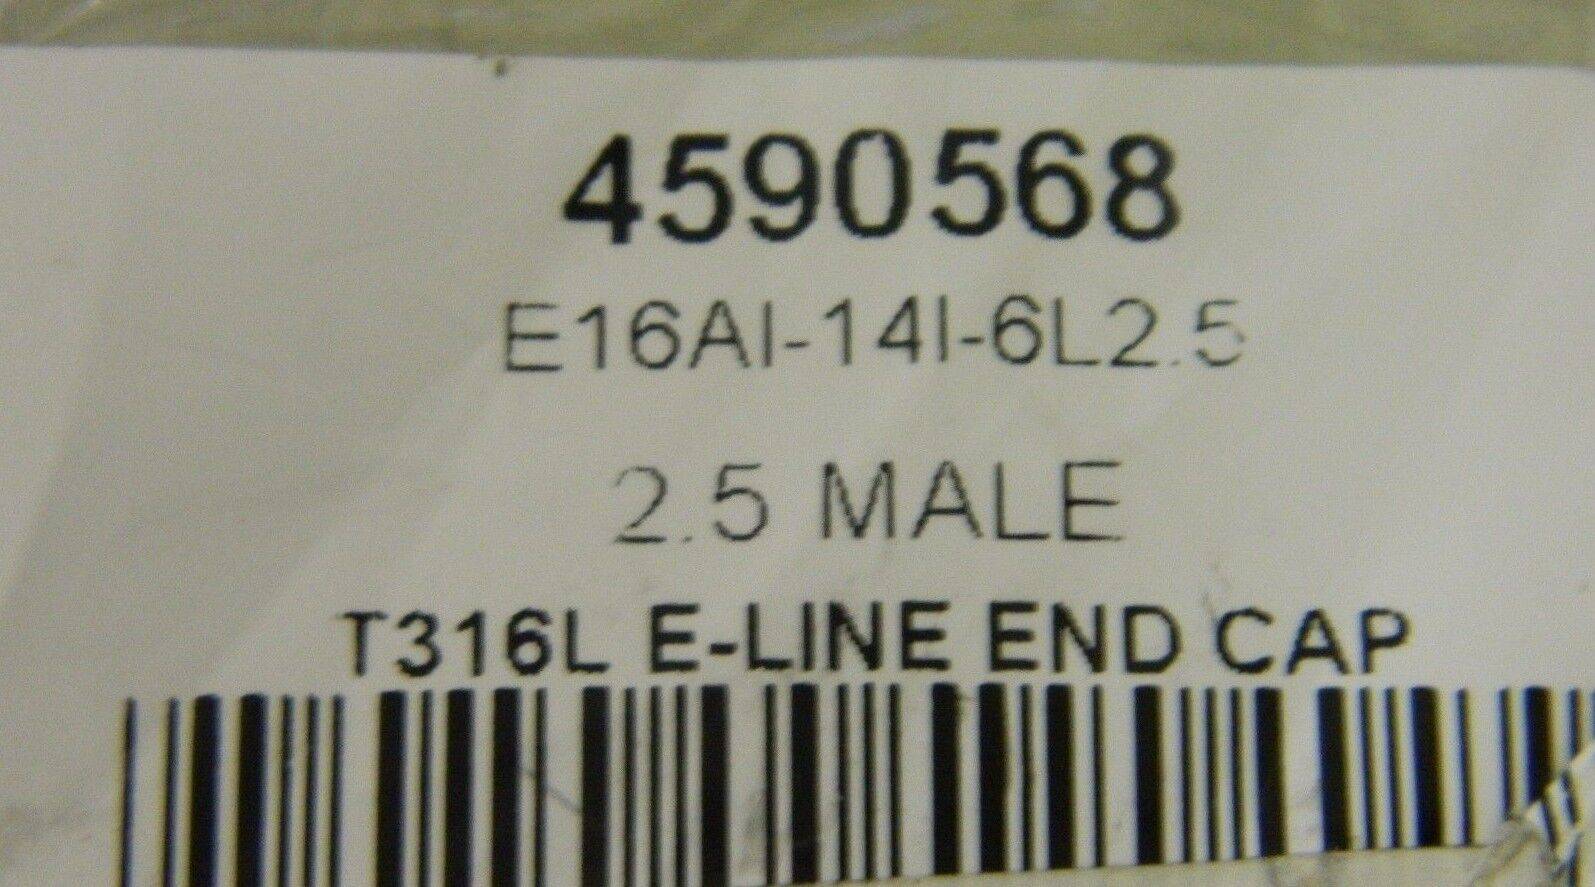 4590568
E16AI-14I-6L2.5
2.5 MALE
T316L E-LINE END CAP